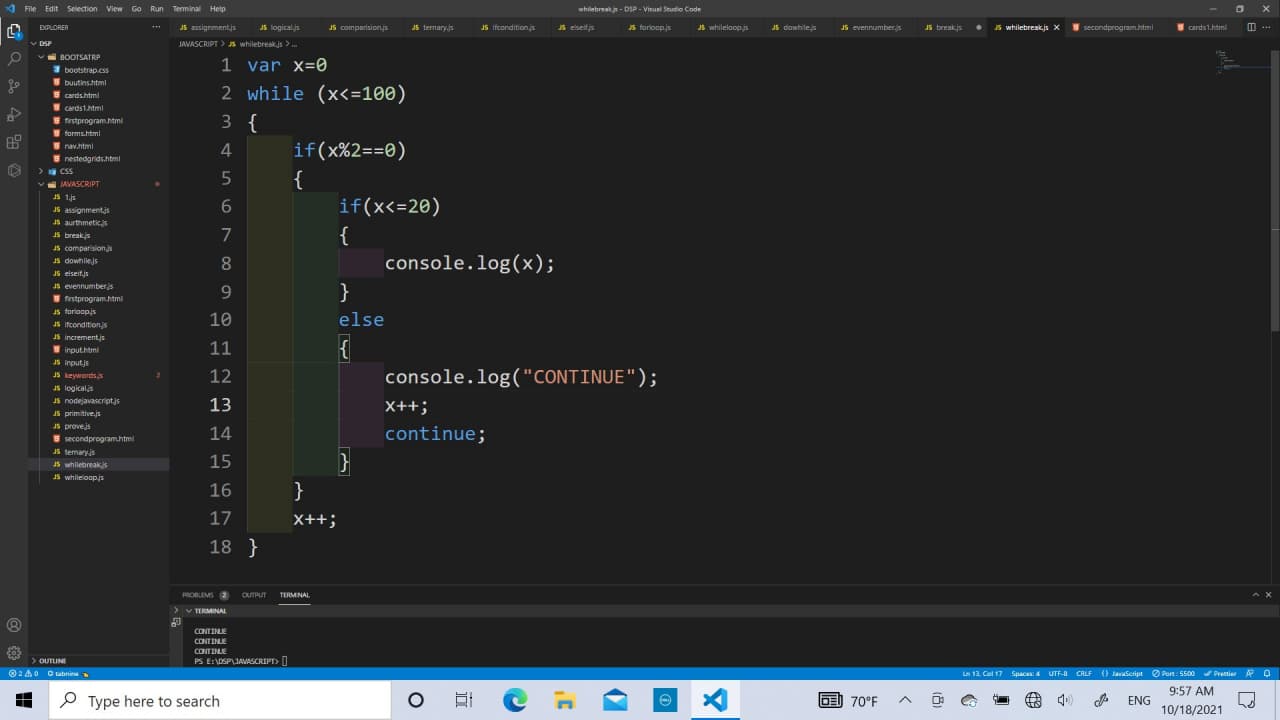 File Edit Selection View Go Run Terminal Help
whilebreak.js - DSP - Visual Studio Code
EXPLORER
assignment.js logical.js comparision.js ternary.js ifcondition.js elseif.js forloop.js whileloop.js dowhile.js evennumber.js break.js whilebreak.js secondprogram.html cards1.html
JAVASCRIPT > JS whilebreak.js > ...
DSP
BOOTSATRP
bootstrap.css
buutins.html
cards.html
cards1.html
firstprogram.html
forms.html
nav.html
nestedgrids.html
CSS
JAVASCRIPT
1.js
assignment.js
aurthmetic.js
break.js
comparision.js
dowhile.js
elseif.js
evennumber.js
firstprogram.html
forloop.js
ifcondition.js
increment.js
input.html
input.js
keywords.js 3
logical.js
nodejavascript.js
primitive.js
prove.js
secondprogram.html
ternary.js
whilebreak.js
whileloop.js
OUTLINE
1 var x=0
2 while (x<=100)
3 {
4 if(x%2==0)
5 {
6 if(x<=20)
7 {
8 console.log(x);
9 }
10 else
11 {
12 console.log("CONTINUE");
13 x++;
14 continue;
15 }
16 }
17 x++;
18 }
PROBLEMS 2 OUTPUT TERMINAL
TERMINAL
CONTINUE
CONTINUE
CONTINUE
PS E:\DSP\JAVASCRIPT>
2 0 tabnine Ln 13, Col 17 Spaces: 4 UTF-8 CRLF {} JavaScript Port : 5500 Prettier
Type here to search
70°F ENG 9:57 AM
10/18/2021